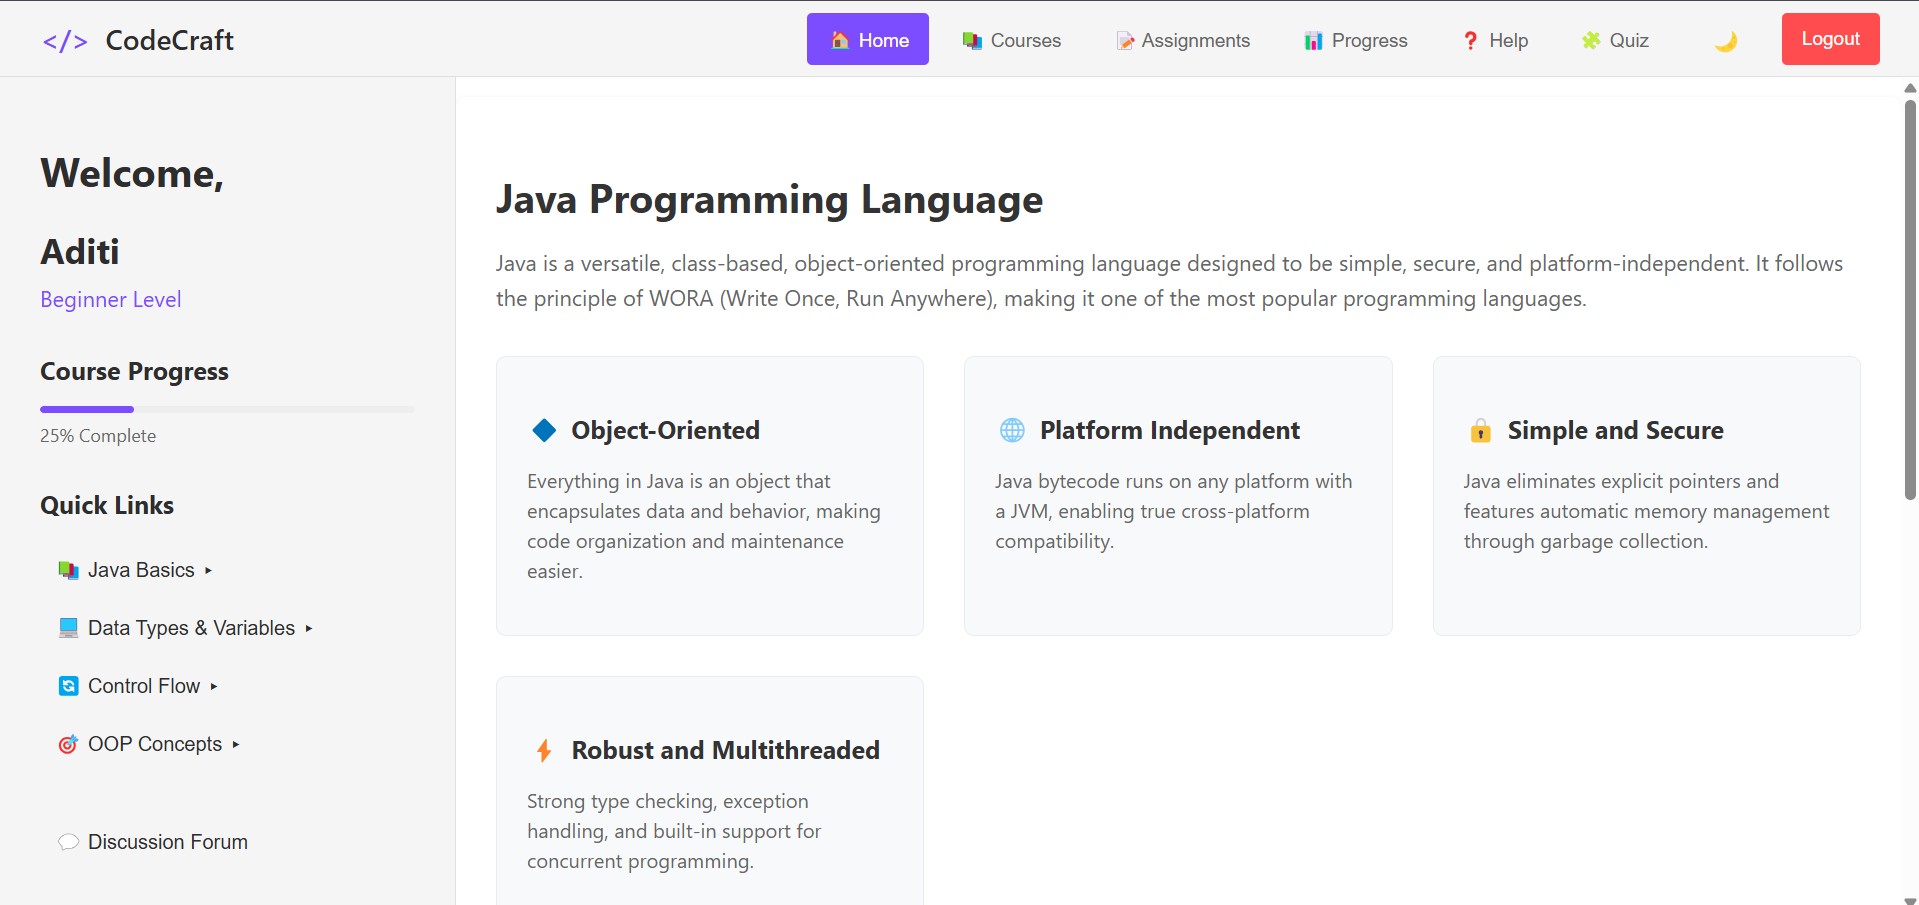 </> CodeCraft
Home
Courses
Assignments
Progress
Help
Quiz
Logout
Welcome,
Aditi
Beginner Level
Course Progress
25% Complete
Quick Links
Java Basics ▸
Data Types & Variables ▸
Control Flow ▸
OOP Concepts ▸
Discussion Forum
Java Programming Language
Java is a versatile, class-based, object-oriented programming language designed to be simple, secure, and platform-independent. It follows
the principle of WORA (Write Once, Run Anywhere), making it one of the most popular programming languages.
Object-Oriented
Everything in Java is an object that
encapsulates data and behavior, making
code organization and maintenance
easier.
Platform Independent
Java bytecode runs on any platform with
a JVM, enabling true cross-platform
compatibility.
Simple and Secure
Java eliminates explicit pointers and
features automatic memory management
through garbage collection.
Robust and Multithreaded
Strong type checking, exception
handling, and built-in support for
concurrent programming.